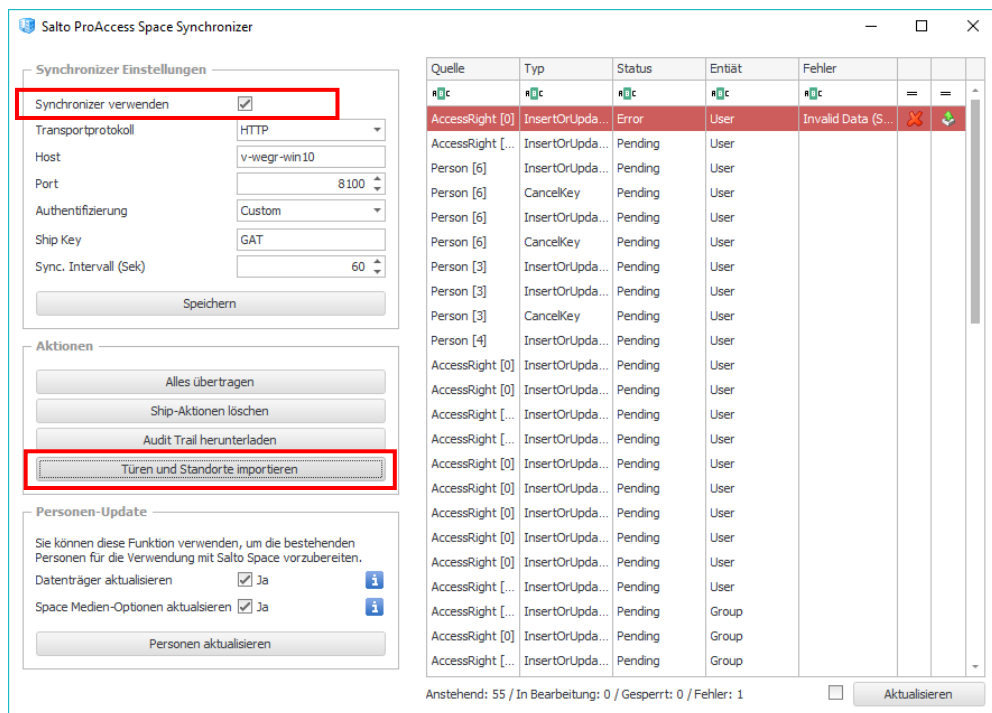 Salto ProAccess Space Synchronizer
Synchronizer Einstellungen
Synchronizer verwenden
Transportprotokoll HTTP
Host v-wegr-win10
Port 8100
Authentifizierung Custom
Ship Key GAT
Sync. Intervall (Sek) 60
Speichern
Aktionen
Alles übertragen
Ship-Aktionen löschen
Audit Trail herunterladen
Türen und Standorte importieren
Personen-Update
Sie können diese Funktion verwenden, um die bestehenden
Personen für die Verwendung mit Salto Space vorzubereiten.
Datenträger aktualisieren Ja
Space Medien-Optionen aktualsieren Ja
Personen aktualisieren
Quelle Typ Status Entiät Fehler
ABC ABC ABC ABC ABC = =
AccessRight [0] InsertOrUpda... Error User Invalid Data (S...
AccessRight [... InsertOrUpda... Pending User
Person [6] InsertOrUpda... Pending User
Person [6] CancelKey Pending User
Person [6] InsertOrUpda... Pending User
Person [6] CancelKey Pending User
Person [3] InsertOrUpda... Pending User
Person [3] InsertOrUpda... Pending User
Person [3] CancelKey Pending User
Person [4] InsertOrUpda... Pending User
AccessRight [0] InsertOrUpda... Pending User
AccessRight [0] InsertOrUpda... Pending User
AccessRight [... InsertOrUpda... Pending User
AccessRight [... InsertOrUpda... Pending User
AccessRight [0] InsertOrUpda... Pending User
AccessRight [0] InsertOrUpda... Pending User
AccessRight [0] InsertOrUpda... Pending User
AccessRight [0] InsertOrUpda... Pending User
AccessRight [0] InsertOrUpda... Pending User
AccessRight [... InsertOrUpda... Pending User
AccessRight [... InsertOrUpda... Pending Group
AccessRight [0] InsertOrUpda... Pending Group
AccessRight [... InsertOrUpda... Pending Group
Anstehend: 55 / In Bearbeitung: 0 / Gesperrt: 0 / Fehler: 1
Aktualisieren